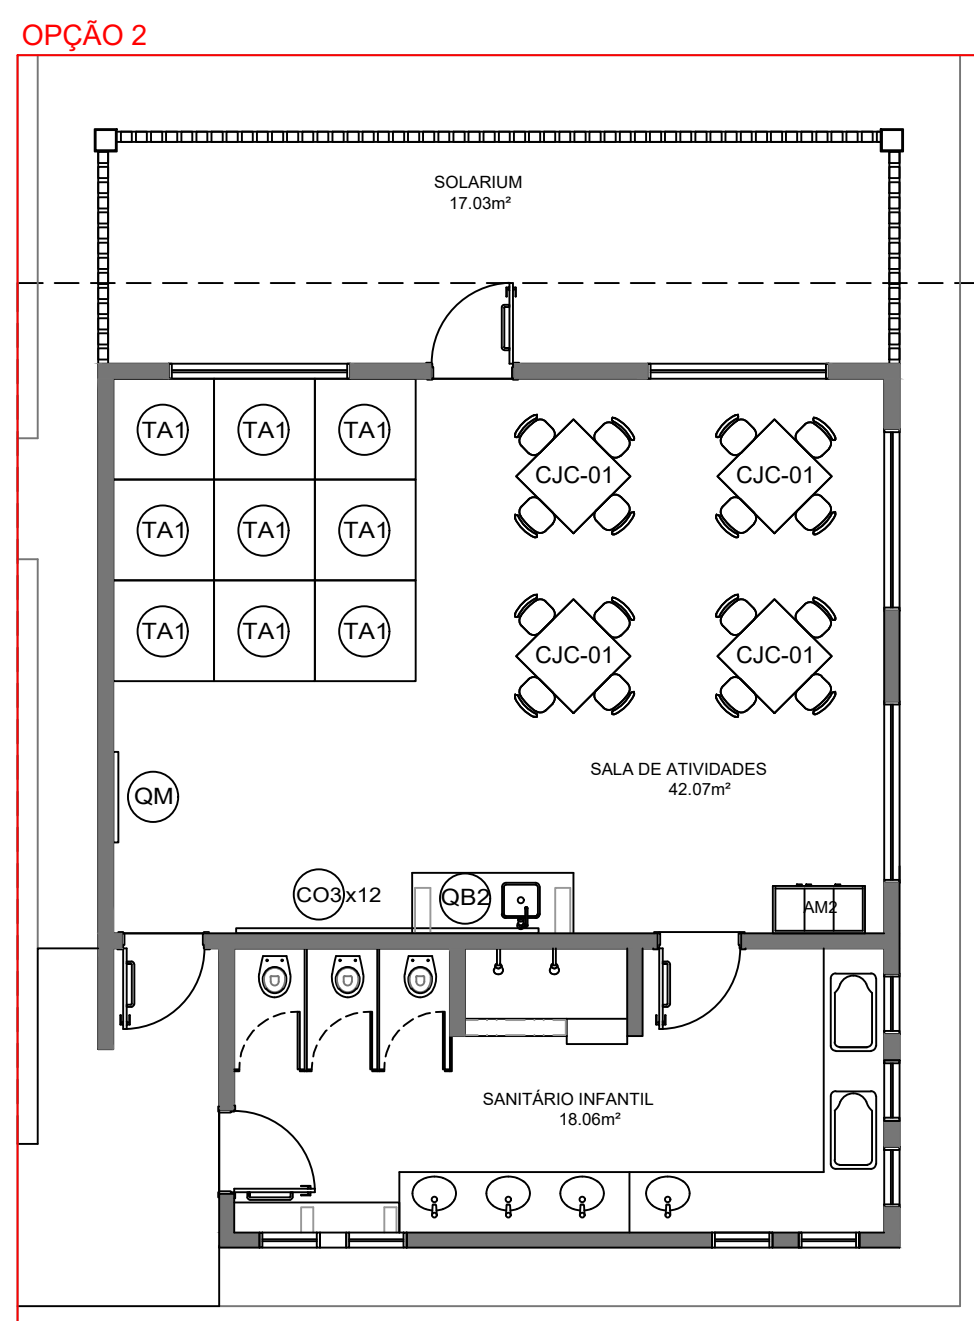 OPÇÃO 2
SOLARIUM
17.03m²
TA1 TA1 TA1
CJC-01 CJC-01
TA1 TA1 TA1
TA1 TA1 TA1
CJC-01 CJC-01
SALA DE ATIVIDADES
42.07m²
QM
CO3x12
QB2
AM2
SANITÁRIO INFANTIL
18.06m²